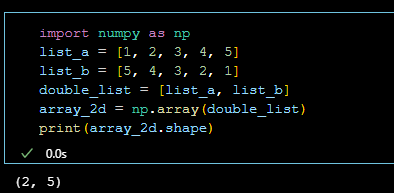 import numpy as np
list_a = [1, 2, 3, 4, 5]
list_b = [5, 4, 3, 2, 1]
double_list = [list_a, list_b]
array_2d = np.array(double_list)
print(array_2d.shape)
0.0s
(2, 5)